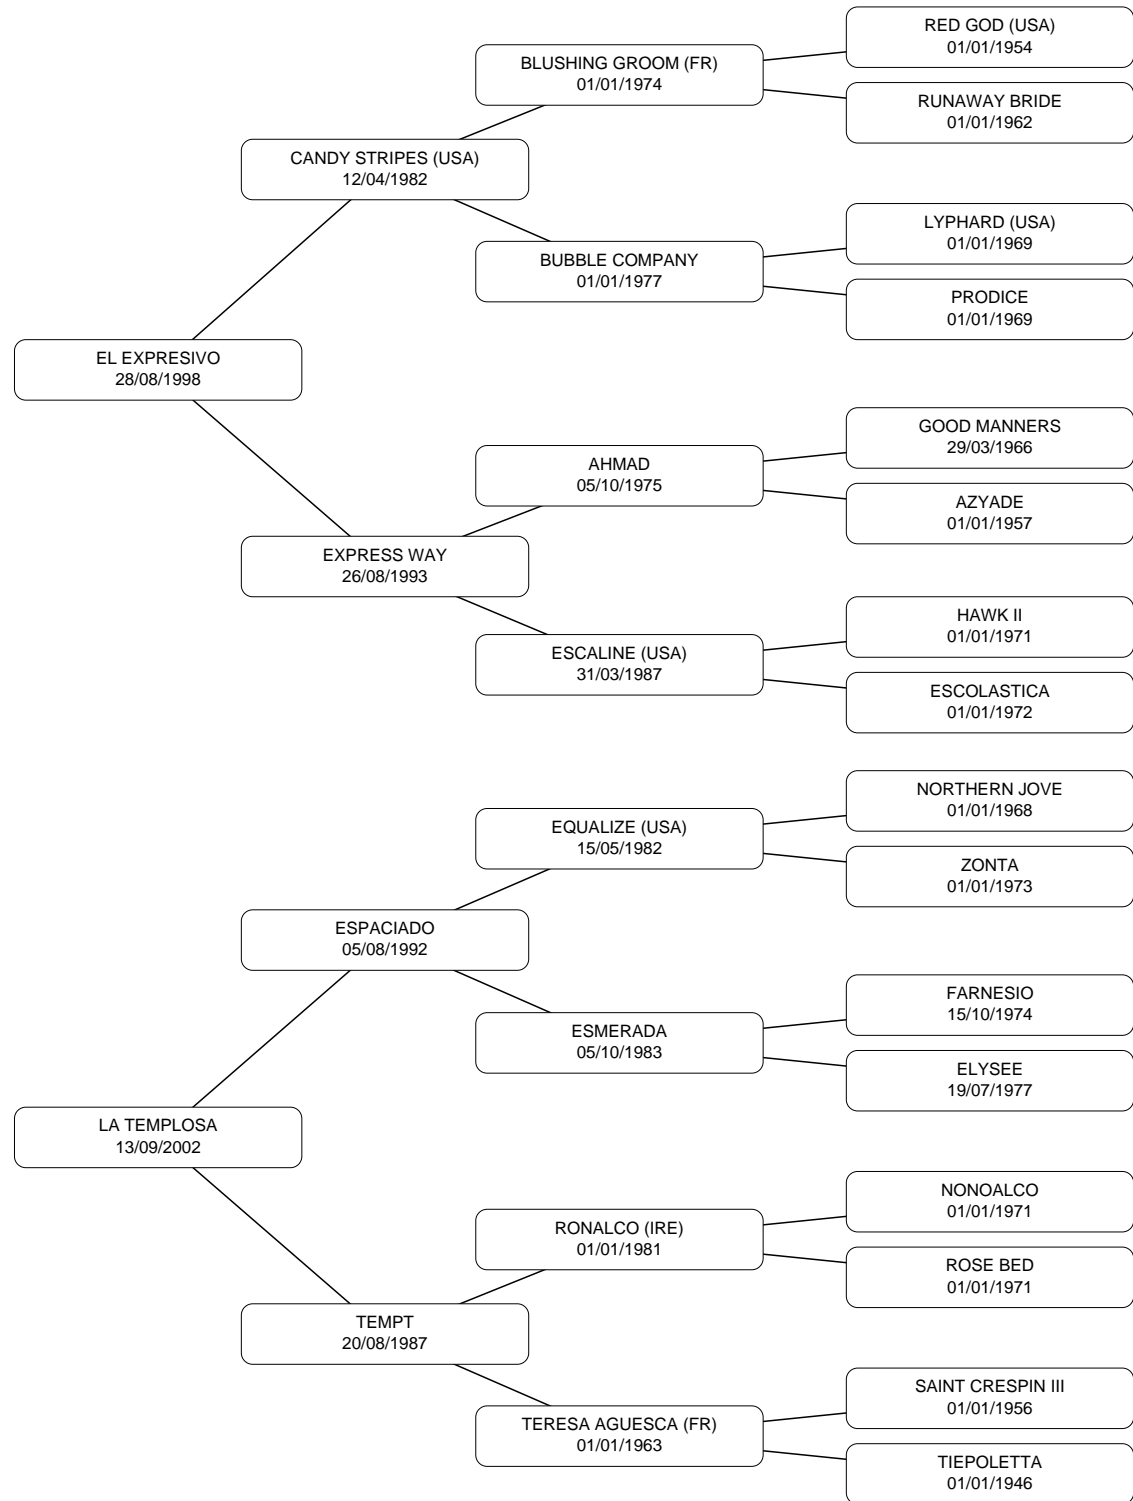 RED GOD (USA)
01/01/1954
BLUSHING GROOM (FR)
01/01/1974
RUNAWAY BRIDE
01/01/1962
CANDY STRIPES (USA)
12/04/1982
LYPHARD (USA)
01/01/1969
BUBBLE COMPANY
01/01/1977
PRODICE
01/01/1969
EL EXPRESIVO
28/08/1998
GOOD MANNERS
29/03/1966
AHMAD
05/10/1975
AZYADE
01/01/1957
EXPRESS WAY
26/08/1993
HAWK II
01/01/1971
ESCALINE (USA)
31/03/1987
ESCOLASTICA
01/01/1972
NORTHERN JOVE
01/01/1968
EQUALIZE (USA)
15/05/1982
ZONTA
01/01/1973
ESPACIADO
05/08/1992
FARNESIO
15/10/1974
ESMERADA
05/10/1983
ELYSEE
19/07/1977
LA TEMPLOSA
13/09/2002
NONOALCO
01/01/1971
RONALCO (IRE)
01/01/1981
ROSE BED
01/01/1971
TEMPT
20/08/1987
SAINT CRESPIN III
01/01/1956
TERESA AGUESCA (FR)
01/01/1963
TIEPOLETTA
01/01/1946